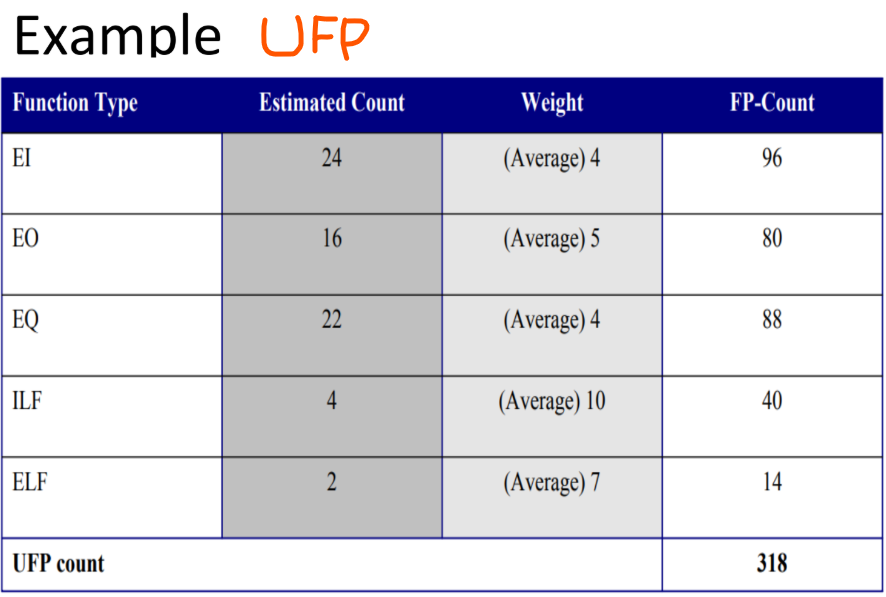 Example UFP
Function Type Estimated Count Weight FP-Count
EI 24 (Average) 4 96
EO 16 (Average) 5 80
EQ 22 (Average) 4 88
ILF 4 (Average) 10 40
ELF 2 (Average) 7 14
UFP count 318